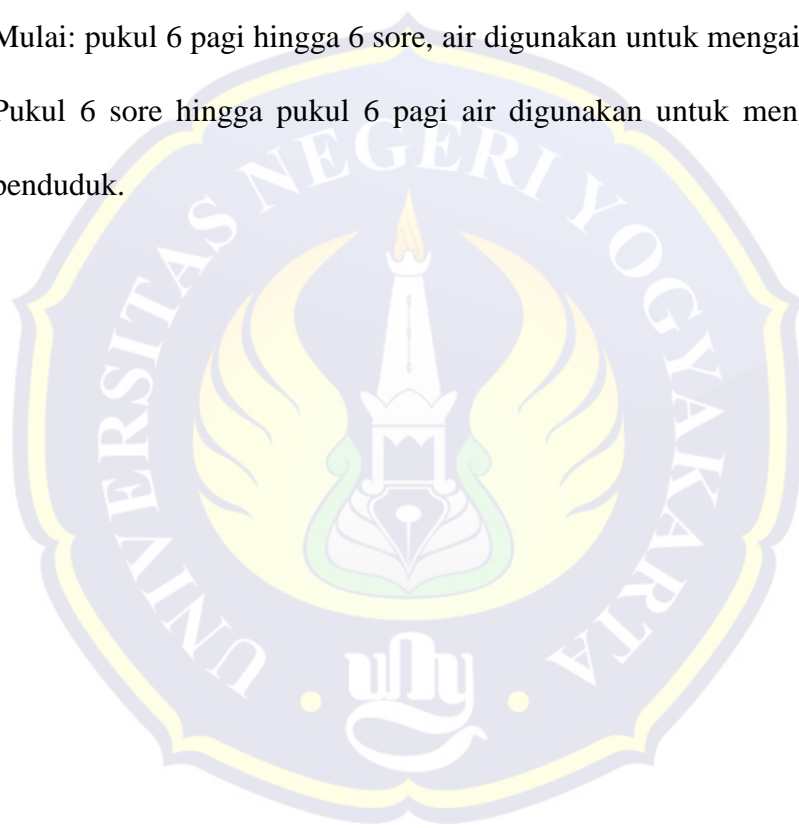 Mulai: pukul 6 pagi hingga 6 sore, air digunakan untuk mengai
Pukul 6 sore hingga pukul 6 pagi air digunakan untuk men
penduduk.
UNIVERSITAS NEGERI YOGYAKARTA
uny